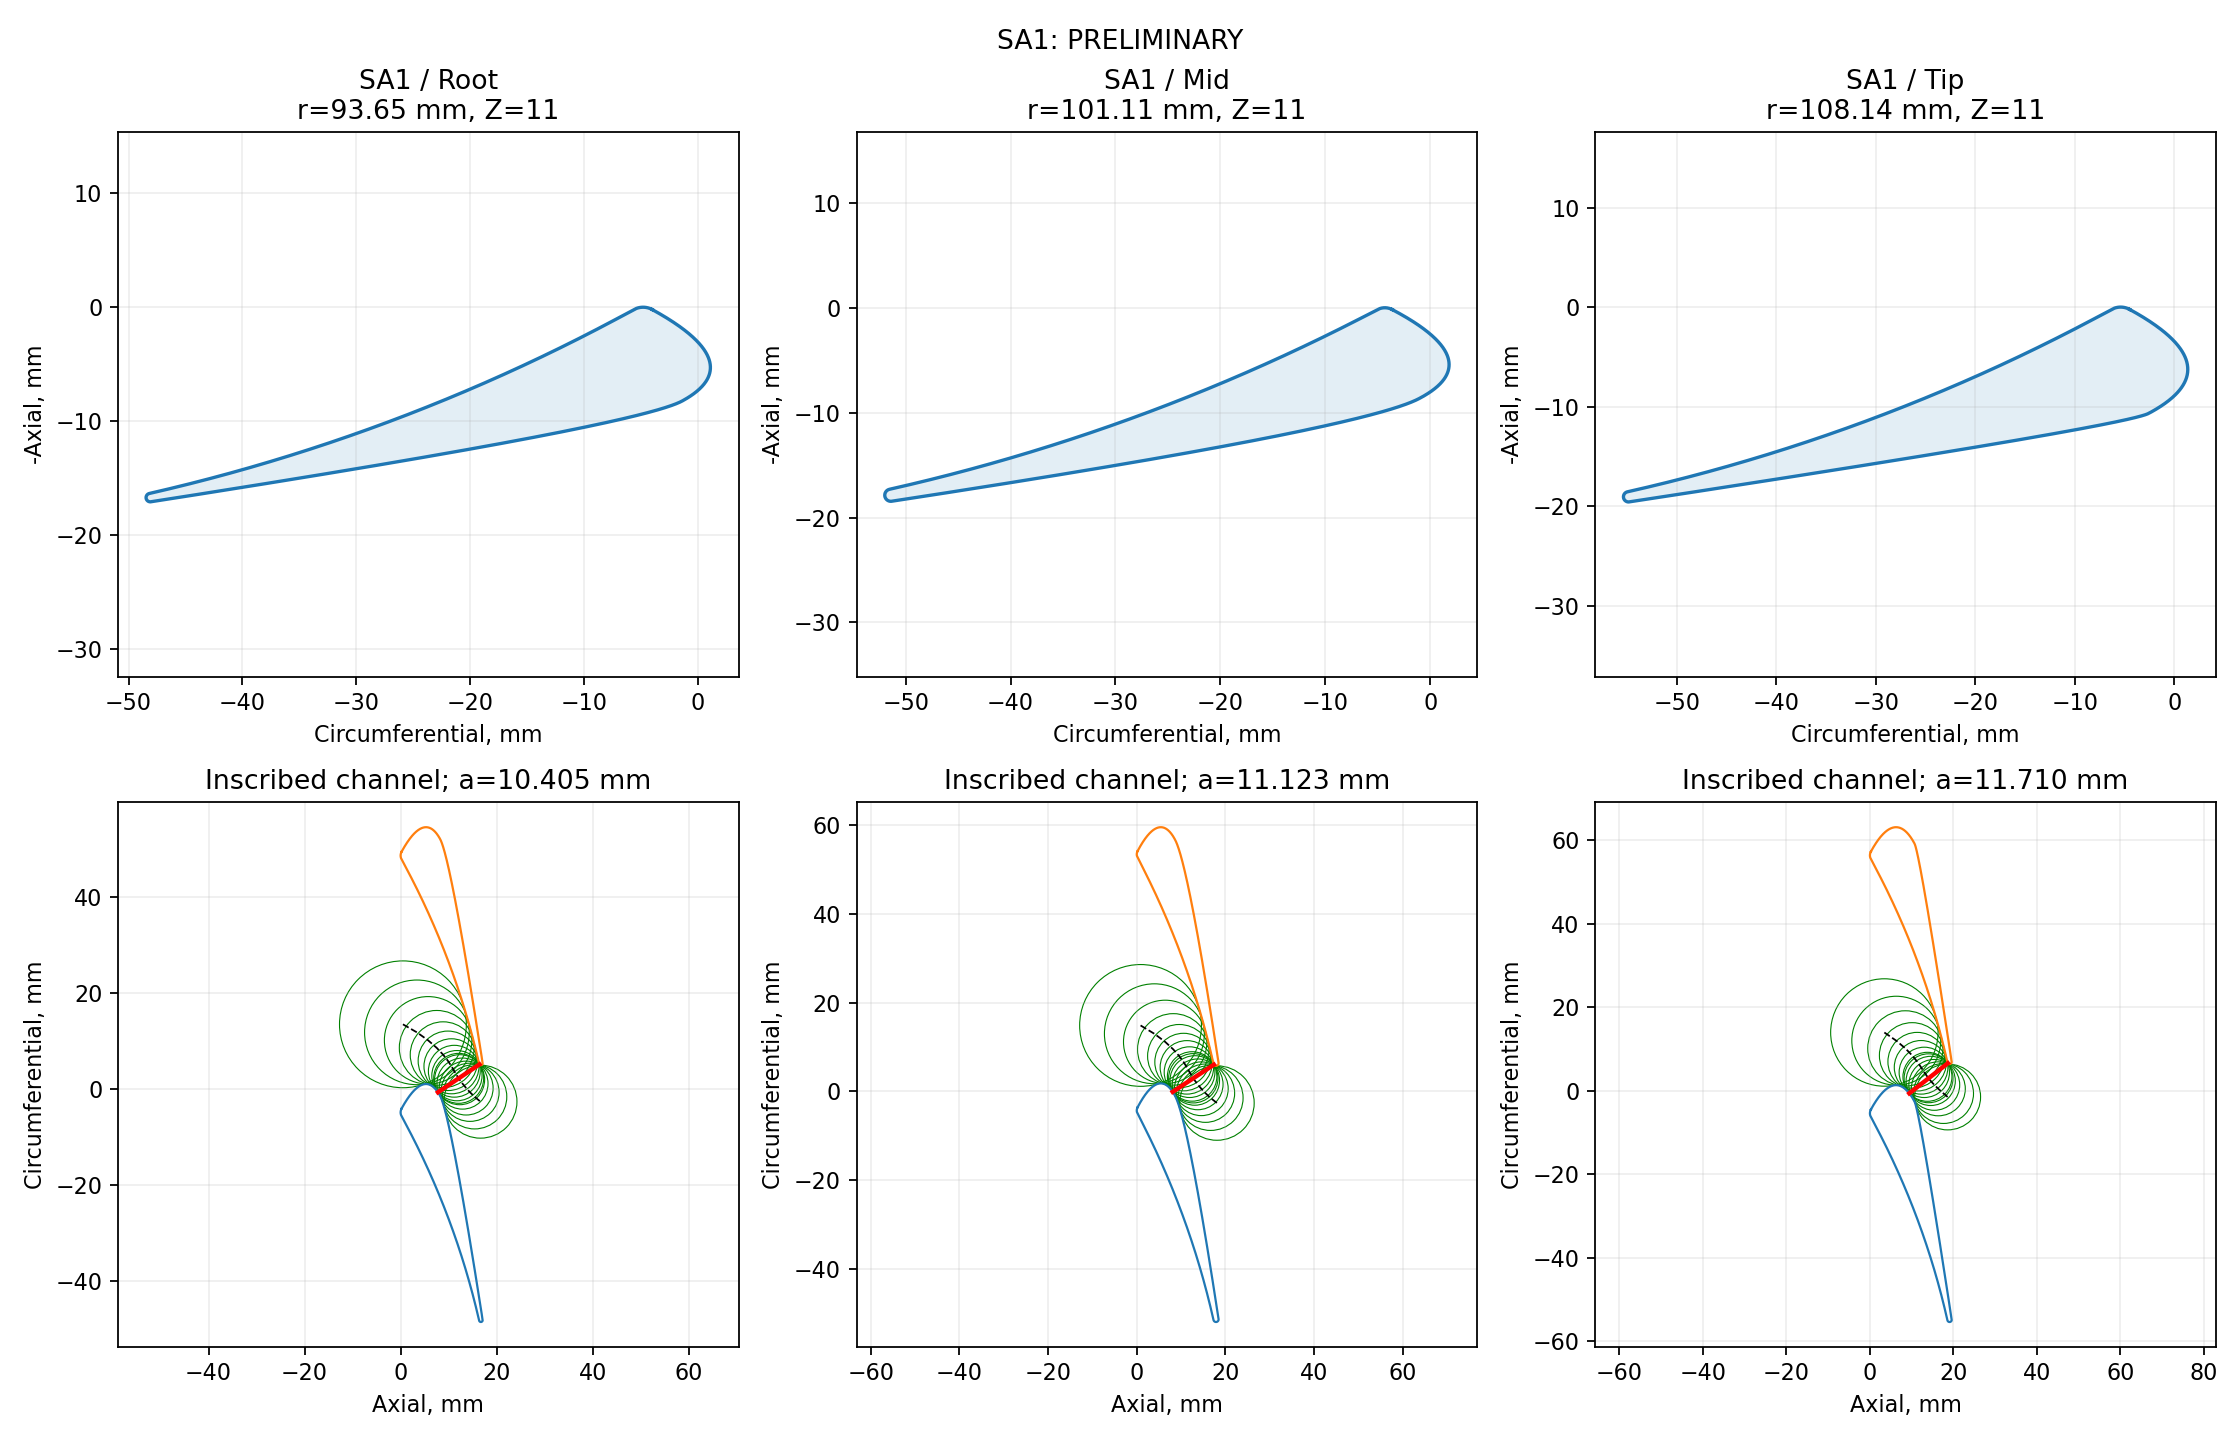 SA1: PRELIMINARY
SA1 / Root
r=93.65 mm, Z=11
10
0
−10
−20
−30
-Axial, mm
−50 −40 −30 −20 −10 0
Circumferential, mm
SA1 / Mid
r=101.11 mm, Z=11
10
0
−10
−20
−30
-Axial, mm
−50 −40 −30 −20 −10 0
Circumferential, mm
SA1 / Tip
r=108.14 mm, Z=11
10
0
−10
−20
−30
-Axial, mm
−50 −40 −30 −20 −10 0
Circumferential, mm
Inscribed channel; a=10.405 mm
40
20
0
−20
−40
Circumferential, mm
−40 −20 0 20 40 60
Axial, mm
Inscribed channel; a=11.123 mm
60
40
20
0
−20
−40
Circumferential, mm
−60 −40 −20 0 20 40 60
Axial, mm
Inscribed channel; a=11.710 mm
60
40
20
0
−20
−40
−60
Circumferential, mm
−60 −40 −20 0 20 40 60 80
Axial, mm